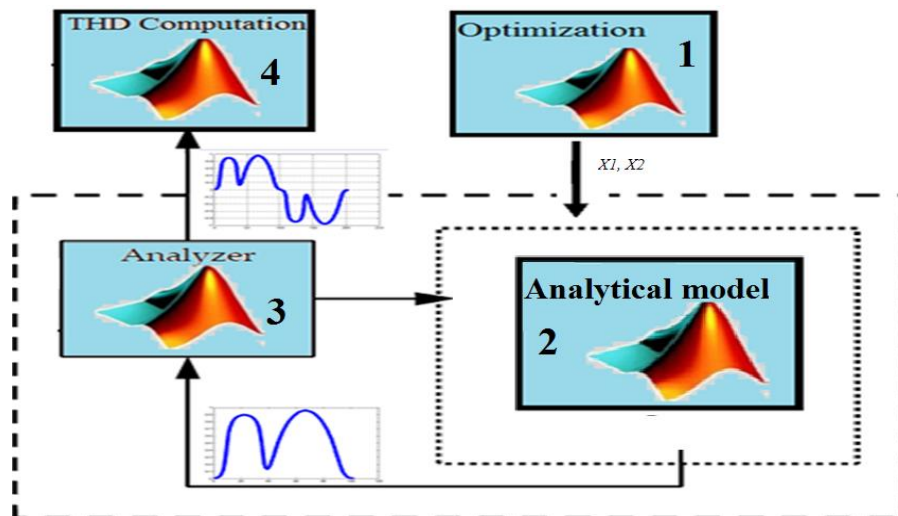 THD Computation
4
Optimization
1
X1, X2
Analyzer
3
Analytical model
2